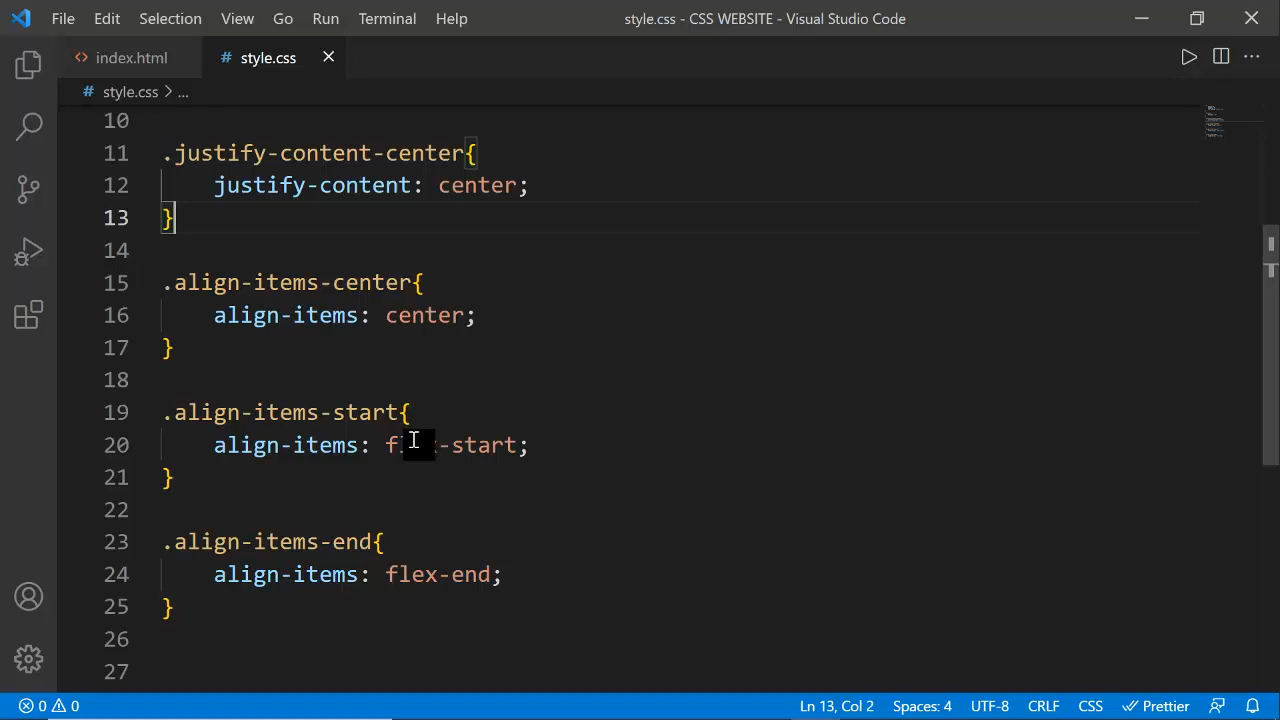 File Edit Selection View Go Run Terminal Help style.css - CSS WEBSITE - Visual Studio Code
index.html # style.css
# style.css > ...
10
11 .justify-content-center{
12 justify-content: center;
13 }
14
15 .align-items-center{
16 align-items: center;
17 }
18
19 .align-items-start{
20 align-items: -start;
21 }
22
23 .align-items-end{
24 align-items: flex-end;
25 }
26
27
0 0 Ln 13, Col 2 Spaces: 4 UTF-8 CRLF CSS Prettier